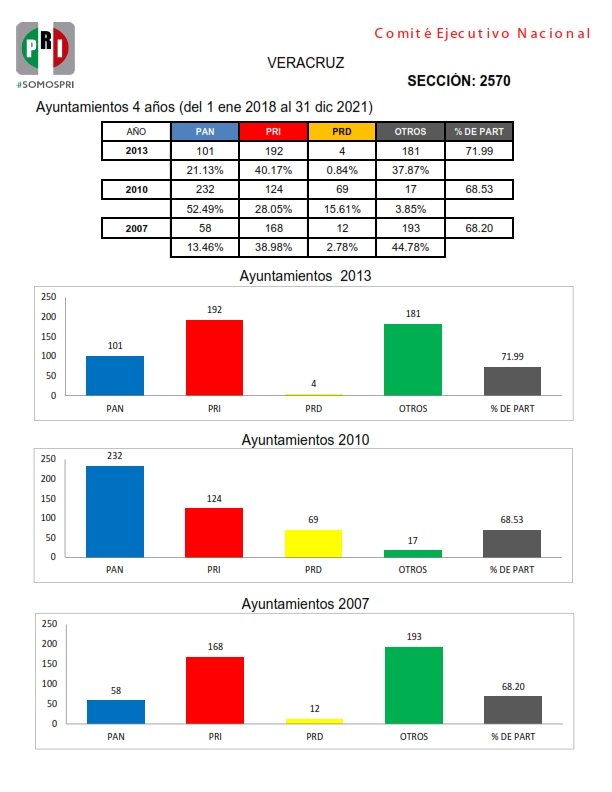 Comité Ejecutivo Nacional
PRI
#SOMOSPRI
VERACRUZ
SECCIÓN: 2570
Ayuntamientos 4 años (del 1 ene 2018 al 31 dic 2021)
AÑO PAN PRI PRD OTROS % DE PART
2013 101 192 4 181 71.99
21.13% 40.17% 0.84% 37.87%
2010 232 124 69 17 68.53
52.49% 28.05% 15.61% 3.85%
2007 58 168 12 193 68.20
13.46% 38.98% 2.78% 44.78%
Ayuntamientos 2013
250
200
150
100
50
0
101 192 4 181 71.99
PAN PRI PRD OTROS % DE PART
Ayuntamientos 2010
250
200
150
100
50
0
232 124 69 17 68.53
PAN PRI PRD OTROS % DE PART
Ayuntamientos 2007
250
200
150
100
50
0
58 168 12 193 68.20
PAN PRI PRD OTROS % DE PART